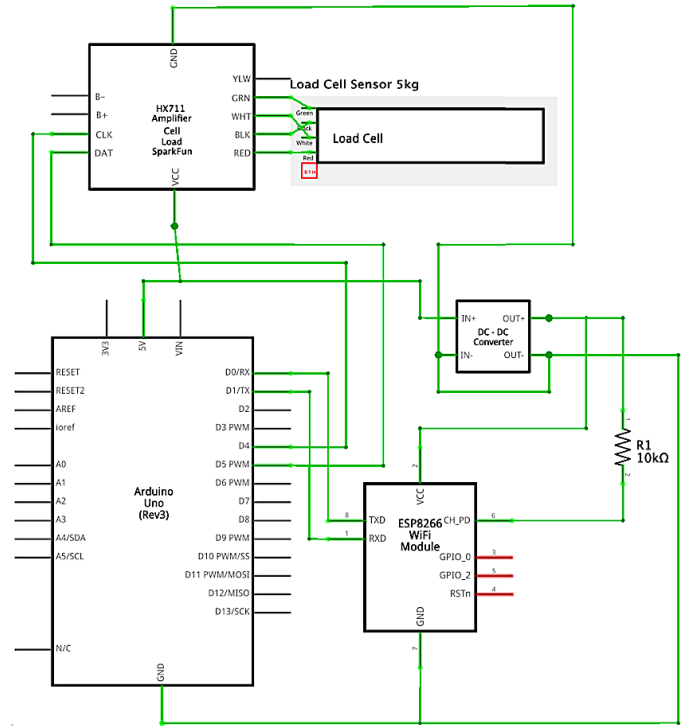 GND
YLW
GRN
WHT
BLK
RED
B-
B+
CLK
DAT
HX711
Amplifier
Cell
Load
SparkFun
VCC
Load Cell Sensor 5kg
Green
White
Red
0.1 in
Load Cell
IN+
IN-
OUT+
OUT-
DC - DC
Converter
3V3
5V
VIN
RESET
RESET2
AREF
ioref
A0
A1
A2
A3
A4/SDA
A5/SCL
N/C
D0/RX
D1/TX
D2
D3 PWM
D4
D5 PWM
D6 PWM
D7
D8
D9 PWM
D10 PWM/SS
D11 PWM/MOSI
D12/MISO
D13/SCK
Arduino
Uno
(Rev3)
GND
1
R1
10kΩ
2
2
VCC
8
TXD
1
RXD
ESP8266
WiFi
Module
CH_PD
6
GPIO_0
3
GPIO_2
5
RSTn
4
GND
7